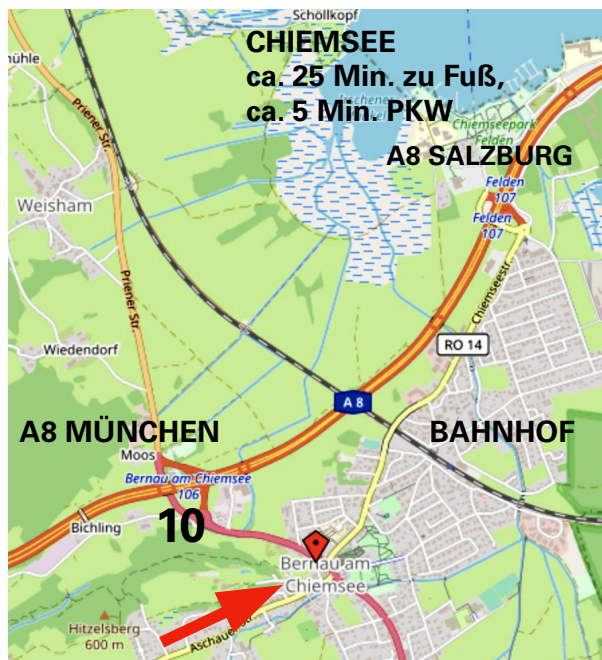 Schöllkopf
CHIEMSEE
ca. 25 Min. zu Fuß,
ca. 5 Min. PKW
ühle
Priener Str.
Chiemseepark
Felden
A8 SALZBURG
Felden
107
Felden
107
Weisham
Priener Str.
Chiemseestr.
RO 14
Wiedendorf
A 8
A8 MÜNCHEN
BAHNHOF
Moos
Bernau am Chiemsee
106
Bichling
10
Bernau am
Chiemsee
Hitzelsberg
600 m